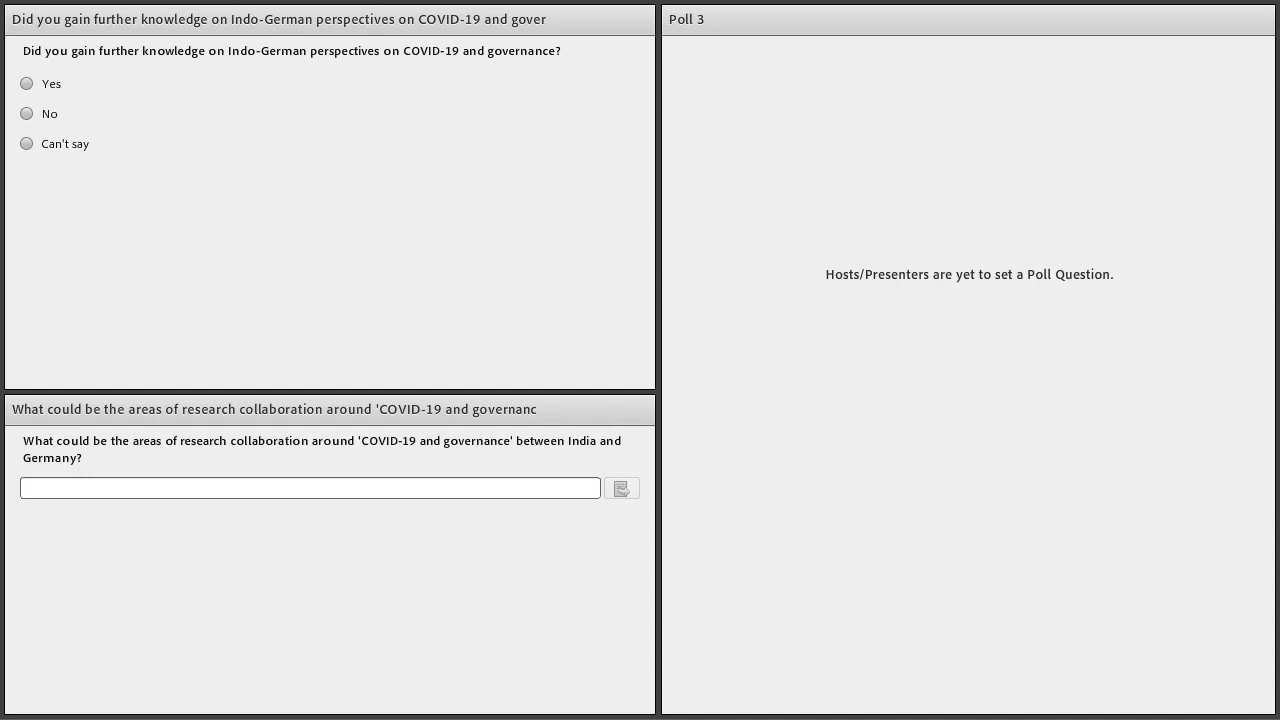 Did you gain further knowledge on Indo-German perspectives on COVID-19 and gover
Did you gain further knowledge on Indo-German perspectives on COVID-19 and governance?
Yes
No
Can't say
What could be the areas of research collaboration around 'COVID-19 and governanc
What could be the areas of research collaboration around 'COVID-19 and governance' between India and
Germany?
Poll 3
Hosts/Presenters are yet to set a Poll Question.